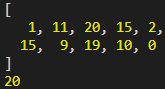 [
1, 11, 20, 15, 2,
15, 9, 19, 10, 0
]
20